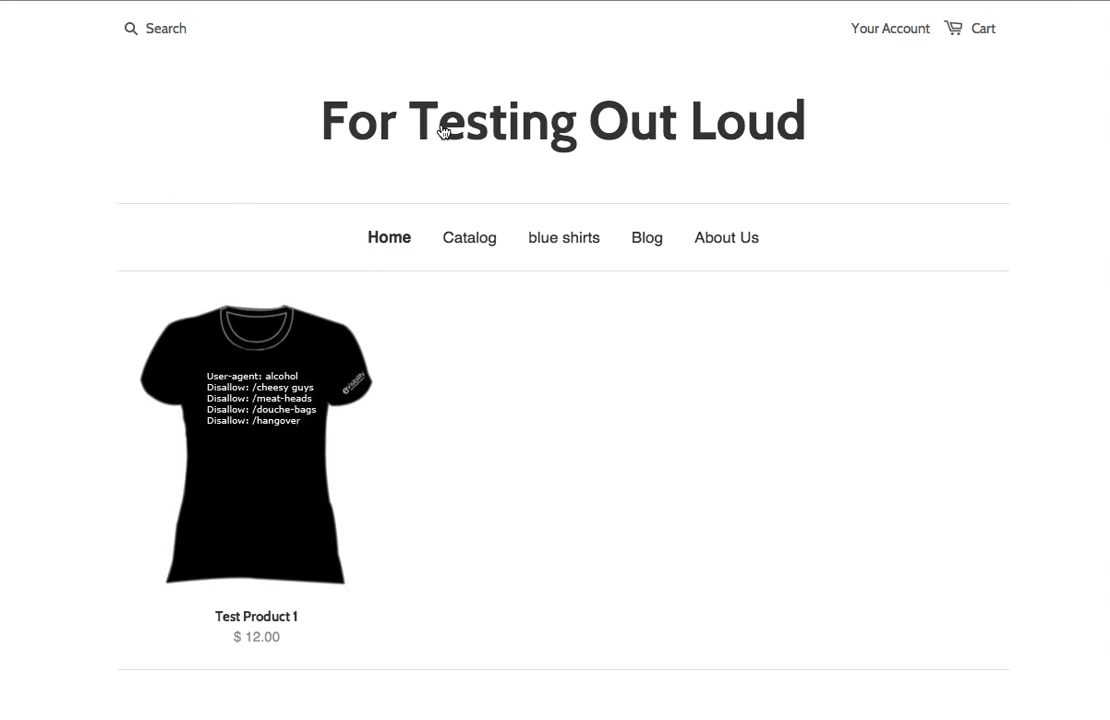 Search
Your Account
Cart
For Testing Out Loud
Home
Catalog
blue shirts
Blog
About Us
User-agent: alcohol
Disallow: /cheesy guys
Disallow: /meat-heads
Disallow: /douche-bags
Disallow: /hangover
eVisibility
Test Product 1
$ 12.00